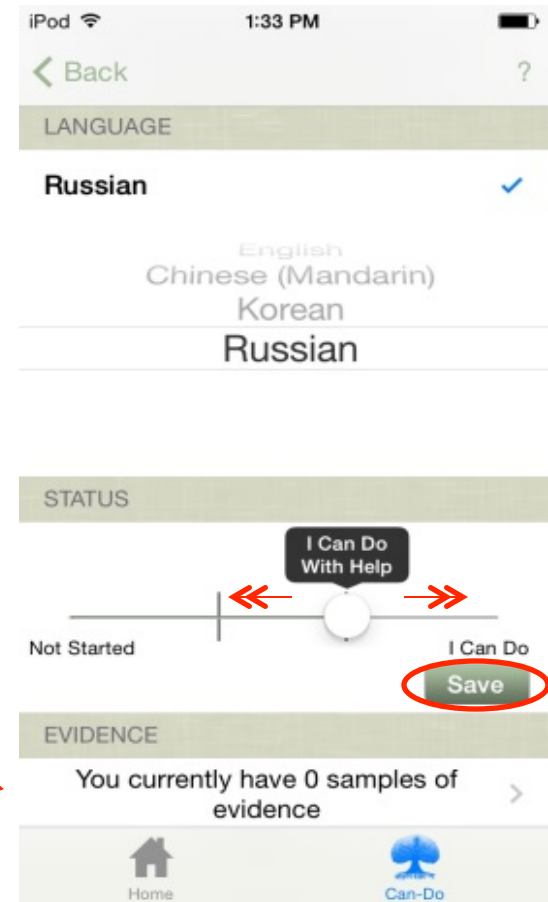 iPod 1:33 PM
Back ?
LANGUAGE
Russian
English
Chinese (Mandarin)
Korean
Russian
STATUS
I Can Do
With Help
Not Started I Can Do
Save
EVIDENCE
You currently have 0 samples of
evidence
Home Can-Do